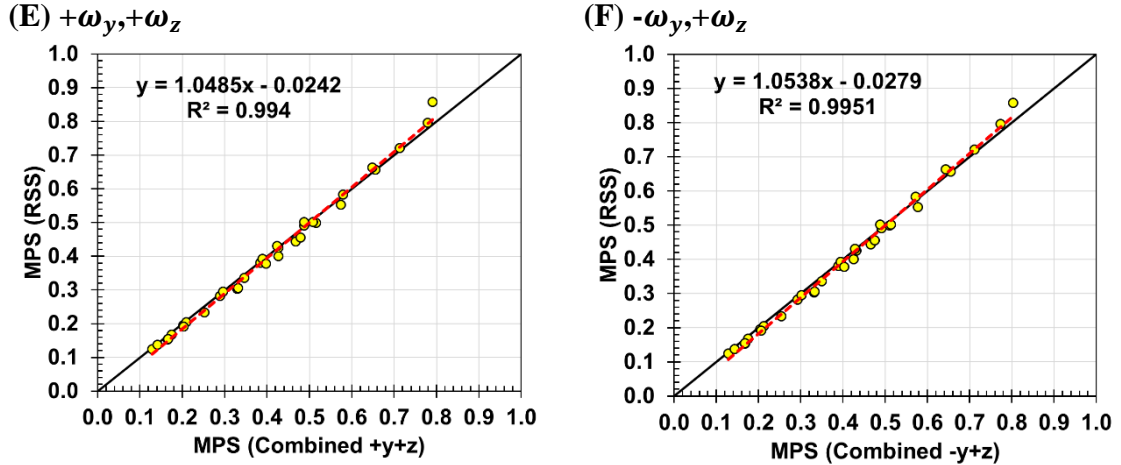 (E) +ω_y,+ω_z
1.0
0.9
y = 1.0485x - 0.0242
R² = 0.994
0.8
0.7
0.6
0.5
0.4
0.3
0.2
0.1
0.0
MPS (RSS)
0.0 0.1 0.2 0.3 0.4 0.5 0.6 0.7 0.8 0.9 1.0
MPS (Combined +y+z)
(F) -ω_y,+ω_z
1.0
0.9
y = 1.0538x - 0.0279
R² = 0.9951
0.8
0.7
0.6
0.5
0.4
0.3
0.2
0.1
0.0
MPS (RSS)
0.0 0.1 0.2 0.3 0.4 0.5 0.6 0.7 0.8 0.9 1.0
MPS (Combined -y+z)